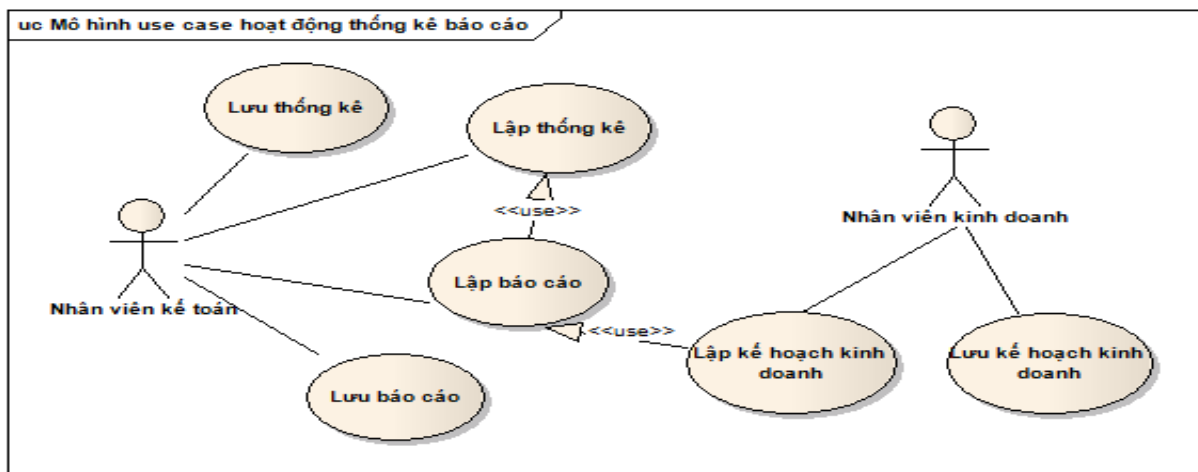 uc Mô hình use case hoạt động thống kê báo cáo
Lưu thống kê
Lập thống kê
<<use>>
Nhân viên kinh doanh
Lập báo cáo
Nhân viên kế toán
<<use>>
Lập kế hoạch kinh
doanh
Lưu kế hoạch kinh
doanh
Lưu báo cáo